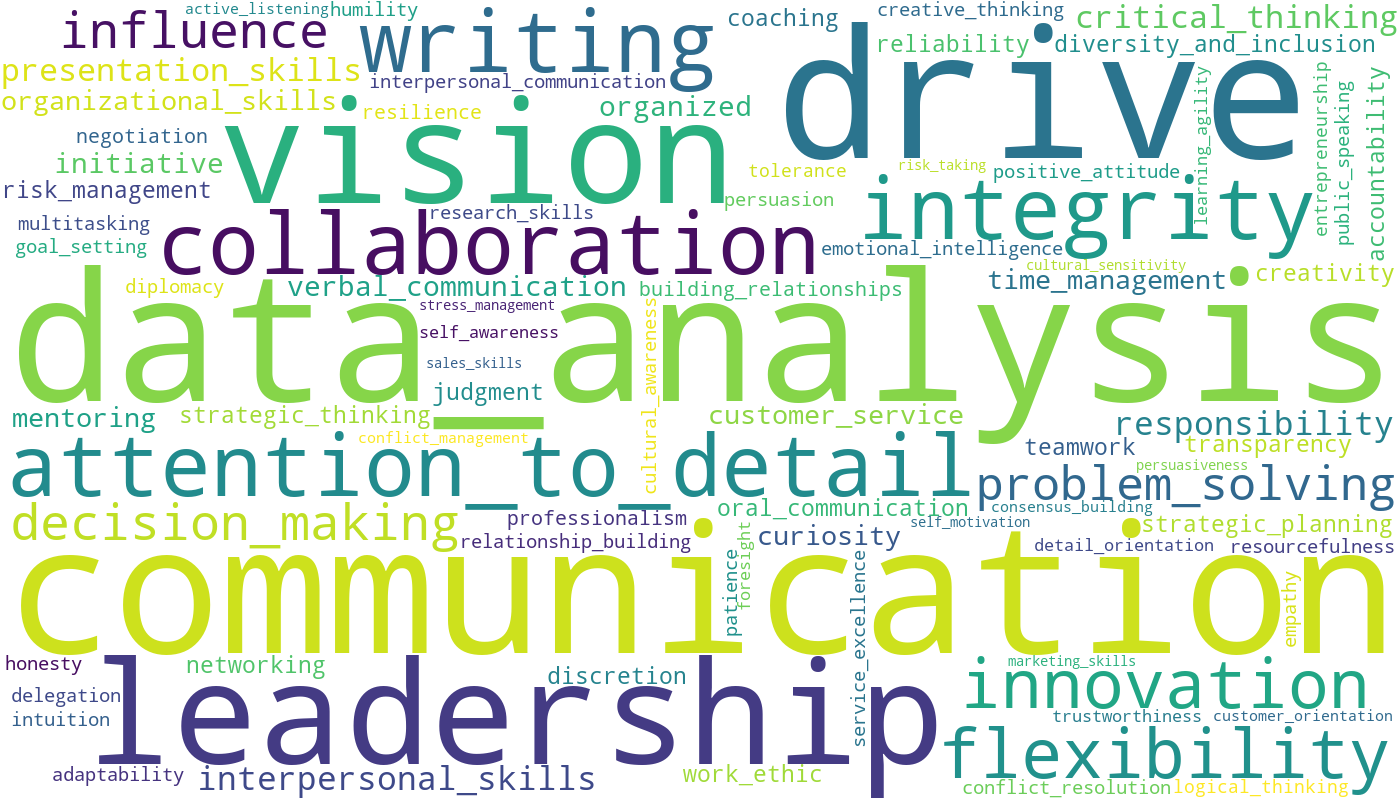 active_listening
humility
influence
writing
coaching
creative_thinking
critical_thinking
drive
reliability
diversity_and_inclusion
presentation_skills
interpersonal_communication
organizational_skills
resilience
organized
vision
negotiation
initiative
risk_management
tolerance
persuasion
risk_taking
positive_attitude
learning_agility
entrepreneurship
public_speaking
accountability
integrity
multitasking
goal_setting
research_skills
collaboration
emotional_intelligence
cultural_sensitivity
time_management
creativity
diplomacy
verbal_communication
building_relationships
stress_management
self_awareness
cultural_awareness
data_analysis
sales_skills
judgment
mentoring
strategic_thinking
customer_service
responsibility
conflict_management
teamwork
transparency
attention_to_detail
persuasiveness
problem_solving
decision_making
professionalism
oral_communication
consensus_building
relationship_building
curiosity
self_motivation
strategic_planning
detail_orientation
resourcefulness
patience
foresight
service_excellence
empathy
communication
honesty
networking
discretion
marketing_skills
delegation
intuition
leadership
innovation
trustworthiness
customer_orientation
adaptability
interpersonal_skills
work_ethic
flexibility
conflict_resolution
logical_thinking